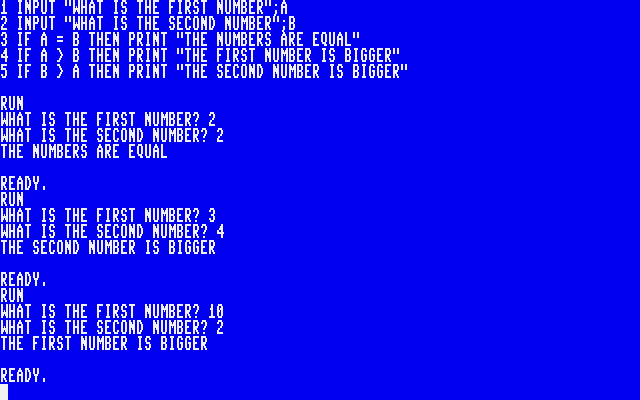 1 INPUT "WHAT IS THE FIRST NUMBER";A
2 INPUT "WHAT IS THE SECOND NUMBER";B
3 IF A = B THEN PRINT "THE NUMBERS ARE EQUAL"
4 IF A > B THEN PRINT "THE FIRST NUMBER IS BIGGER"
5 IF B > A THEN PRINT "THE SECOND NUMBER IS BIGGER"
RUN
WHAT IS THE FIRST NUMBER? 2
WHAT IS THE SECOND NUMBER? 2
THE NUMBERS ARE EQUAL
READY.
RUN
WHAT IS THE FIRST NUMBER? 3
WHAT IS THE SECOND NUMBER? 4
THE SECOND NUMBER IS BIGGER
READY.
RUN
WHAT IS THE FIRST NUMBER? 10
WHAT IS THE SECOND NUMBER? 2
THE FIRST NUMBER IS BIGGER
READY.